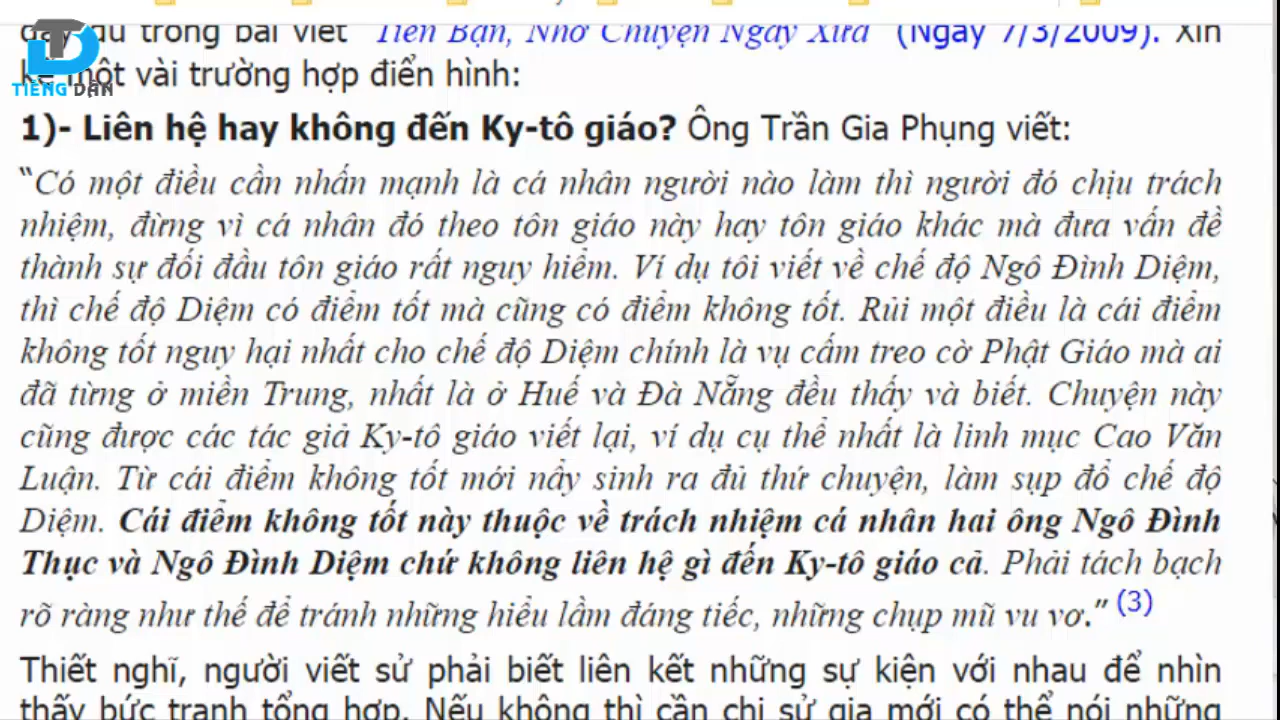 đầy đủ trong bài viết "Tiên Bạn, Nhớ Chuyện Ngày Xưa" (Ngày 7/3/2009). Xin
kể một vài trường hợp điển hình:
TIẾNG DÂN
1)- Liên hệ hay không đến Ky-tô giáo? Ông Trần Gia Phụng viết:
"Có một điều cần nhấn mạnh là cá nhân người nào làm thì người đó chịu trách
nhiệm, đừng vì cá nhân đó theo tôn giáo này hay tôn giáo khác mà đưa vấn đề
thành sự đối đầu tôn giáo rất nguy hiểm. Ví dụ tôi viết về chế độ Ngô Đình Diệm,
thì chế độ Diệm có điểm tốt mà cũng có điểm không tốt. Rủi một điều là cái điểm
không tốt nguy hại nhất cho chế độ Diệm chính là vụ cấm treo cờ Phật Giáo mà ai
đã từng ở miền Trung, nhất là ở Huế và Đà Nẵng đều thấy và biết. Chuyện này
cũng được các tác giả Ky-tô giáo viết lại, ví dụ cụ thể nhất là linh mục Cao Văn
Luận. Từ cái điểm không tốt mới nẩy sinh ra đủ thứ chuyện, làm sụp đổ chế độ
Diệm. Cái điểm không tốt này thuộc về trách nhiệm cá nhân hai ông Ngô Đình
Thục và Ngô Đình Diệm chứ không liên hệ gì đến Ky-tô giáo cả. Phải tách bạch
rõ ràng như thế để tránh những hiểu lầm đáng tiếc, những chụp mũ vu vơ." (3)
Thiết nghĩ, người viết sử phải biết liên kết những sự kiện với nhau để nhìn
thấy bức tranh tổng hợp. Nếu không thì cần chi sử gia mới có thể nói những